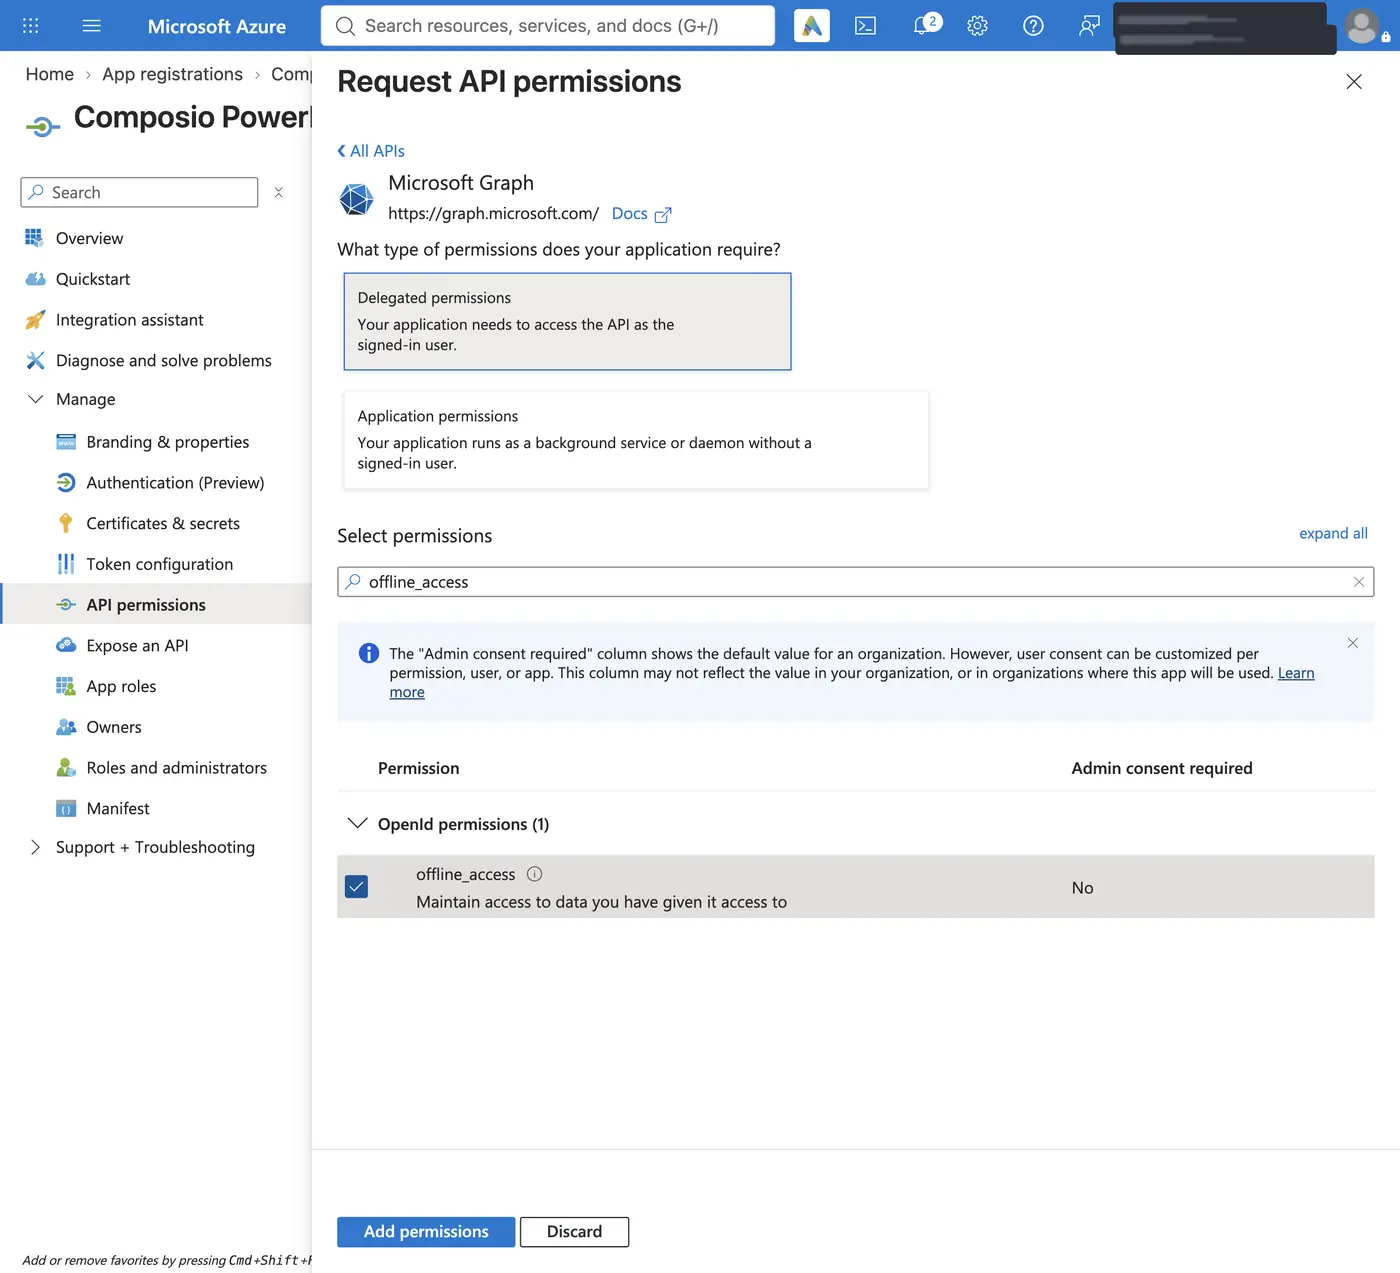 Microsoft Azure
Search resources, services, and docs (G+/)
2
Home › App registrations ›
Request API permissions
Composio
All APIs
Microsoft Graph
https://graph.microsoft.com/ Docs
What type of permissions does your application require?
Delegated permissions
Your application needs to access the API as the
signed-in user.
Application permissions
Your application runs as a background service or daemon without a
signed-in user.
Search
Overview
Quickstart
Integration assistant
Diagnose and solve problems
Manage
Branding & properties
Authentication (Preview)
Certificates & secrets
Token configuration
API permissions
Expose an API
App roles
Owners
Roles and administrators
Manifest
Support + Troubleshooting
Select permissions
expand all
offline_access
The "Admin consent required" column shows the default value for an organization. However, user consent can be customized per
permission, user, or app. This column may not reflect the value in your organization, or in organizations where this app will be used. Learn
more
Permission Admin consent required
OpenId permissions (1)
offline_access
Maintain access to data you have given it access to
No
Add permissions Discard
Add or remove favorites by pressing Cmd+Shift+